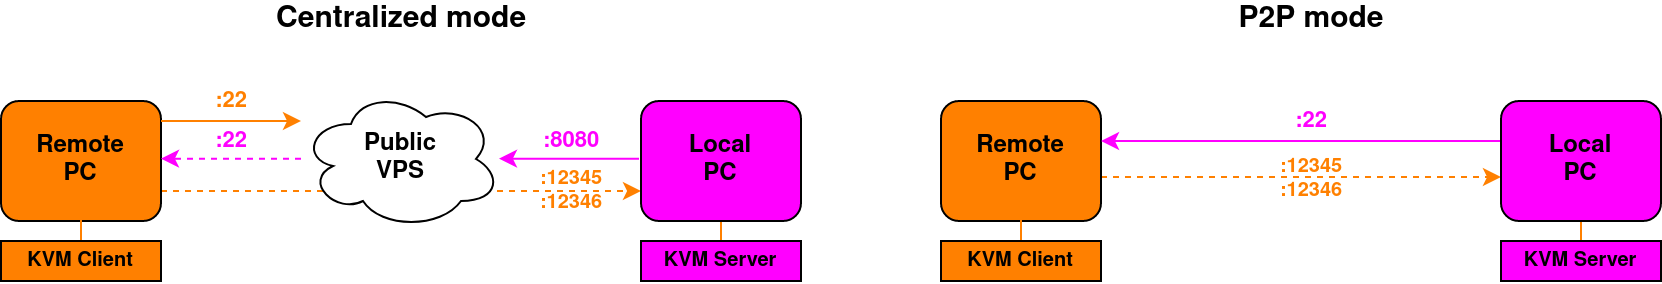 Centralized mode
:22
:22
Remote
PC
Public
VPS
:8080
:12345
:12346
Local
PC
KVM Client
KVM Server
P2P mode
Remote
PC
:22
:12345
:12346
Local
PC
KVM Client
KVM Server